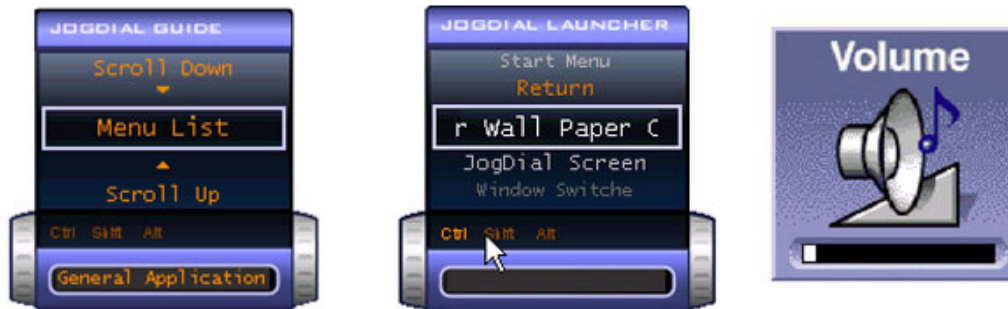 JOGDIAL GUIDE
Scroll Down
Menu List
Scroll Up
Ctrl Shift Alt
General Application
JOGDIAL LAUNCHER
Start Menu
Return
r Wall Paper C
JogDial Screen
Window Switche
Ctrl Shift Alt
Volume